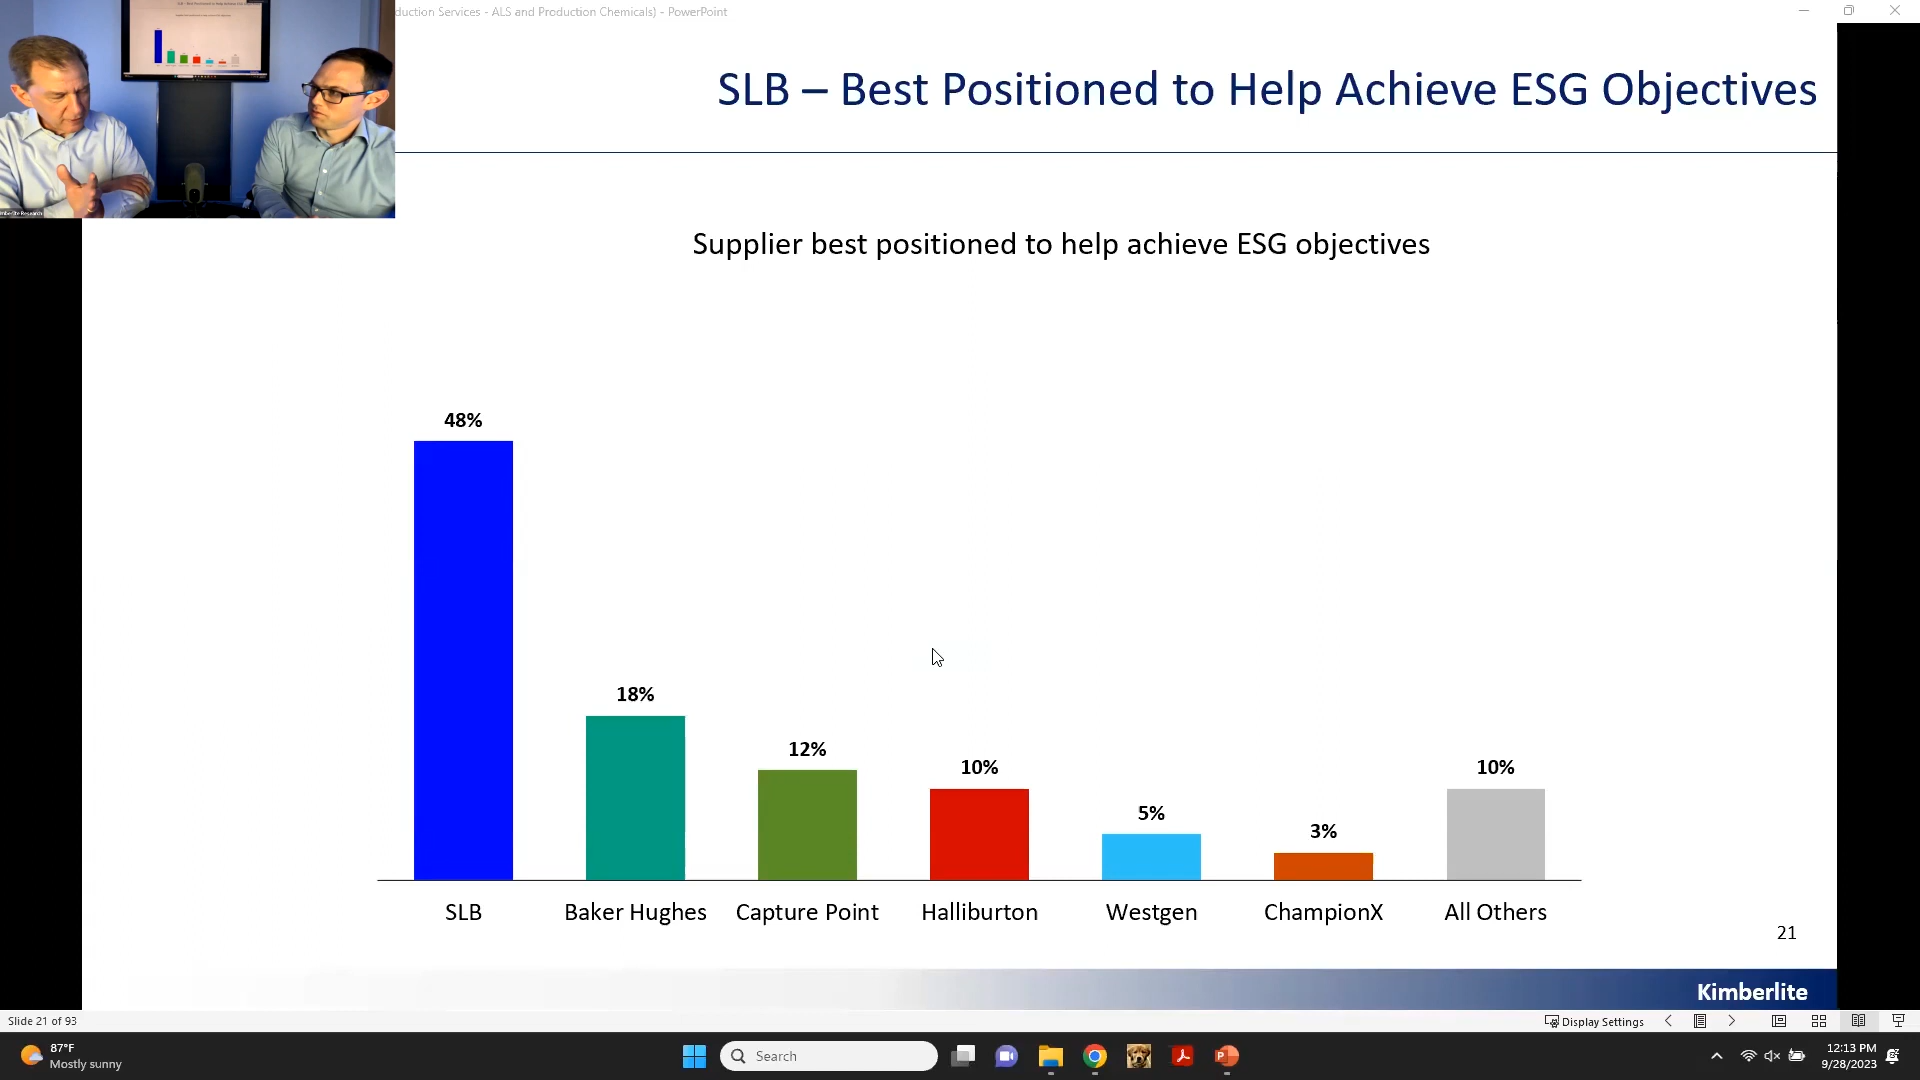 duction Services - ALS and Production Chemicals) - PowerPoint
SLB – Best Positioned to Help Achieve ESG Objectives
Supplier best positioned to help achieve ESG objectives
48%
18%
12%
10%
5%
3%
10%
SLB
Baker Hughes
Capture Point
Halliburton
Westgen
ChampionX
All Others
21
Kimberlite
Slide 21 of 93
Display Settings
87°F
Mostly sunny
Search
12:13 PM
9/28/2023